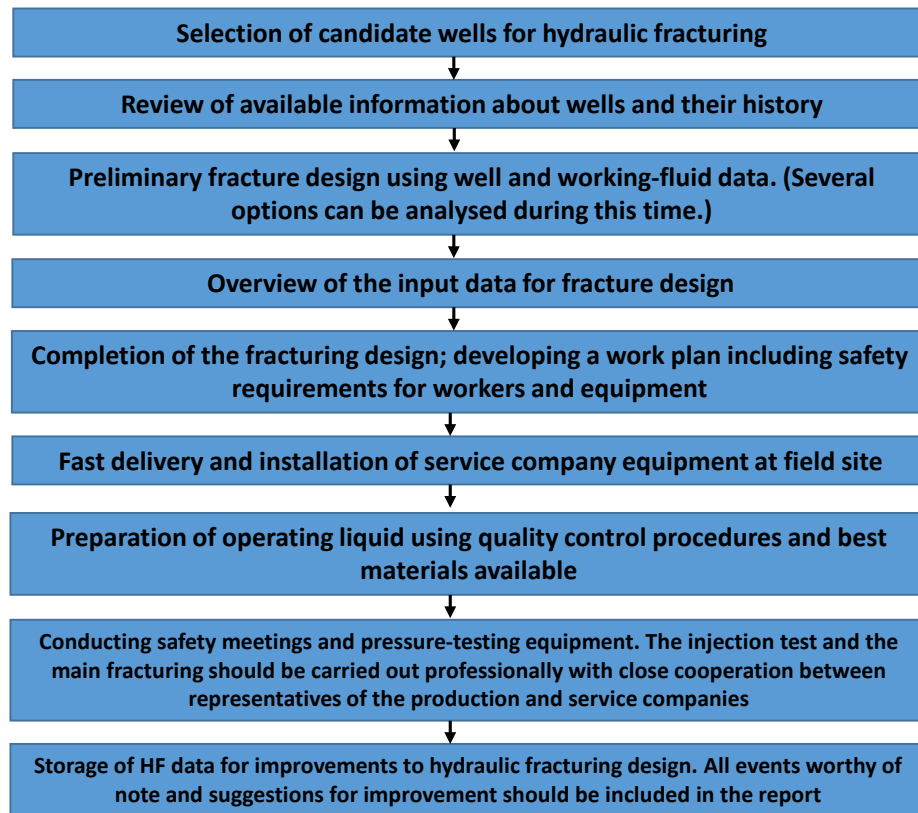 Selection of candidate wells for hydraulic fracturing
Review of available information about wells and their history
Preliminary fracture design using well and working-fluid data. (Several
options can be analysed during this time.)
Overview of the input data for fracture design
Completion of the fracturing design; developing a work plan including safety
requirements for workers and equipment
Fast delivery and installation of service company equipment at field site
Preparation of operating liquid using quality control procedures and best
materials available
Conducting safety meetings and pressure-testing equipment. The injection test and the
main fracturing should be carried out professionally with close cooperation between
representatives of the production and service companies
Storage of HF data for improvements to hydraulic fracturing design. All events worthy of
note and suggestions for improvement should be included in the report